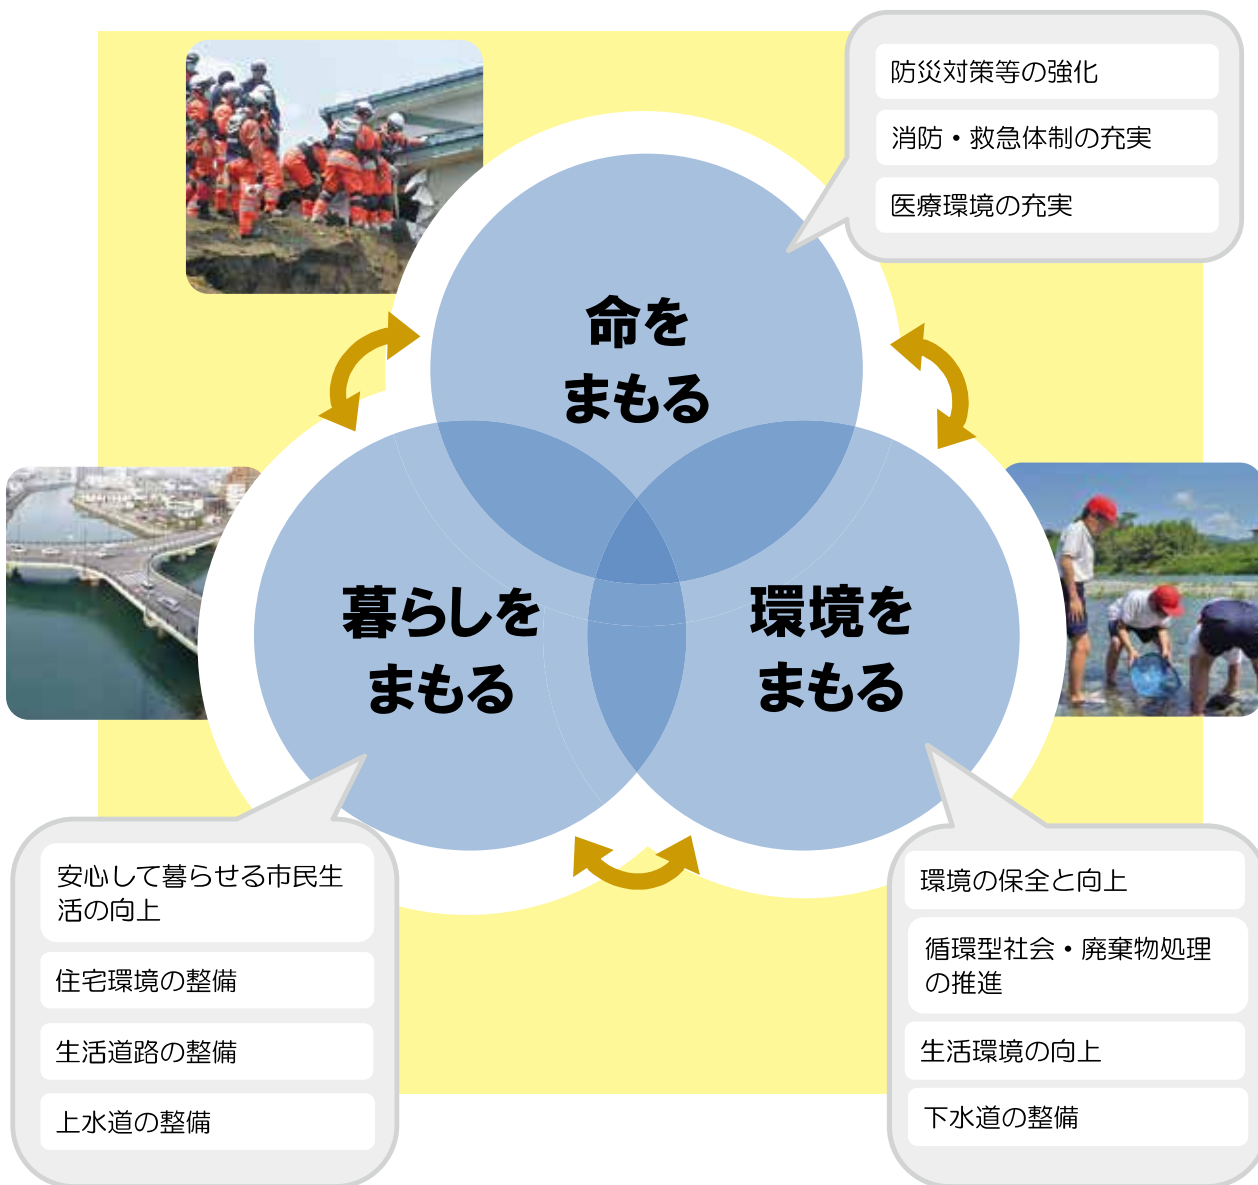 防災対策等の強化
消防・救急体制の充実
医療環境の充実
命を
まもる
暮らしを
まもる
環境を
まもる
安心して暮らせる市民生
活の向上
住宅環境の整備
生活道路の整備
上水道の整備
環境の保全と向上
循環型社会・廃棄物処理
の推進
生活環境の向上
下水道の整備